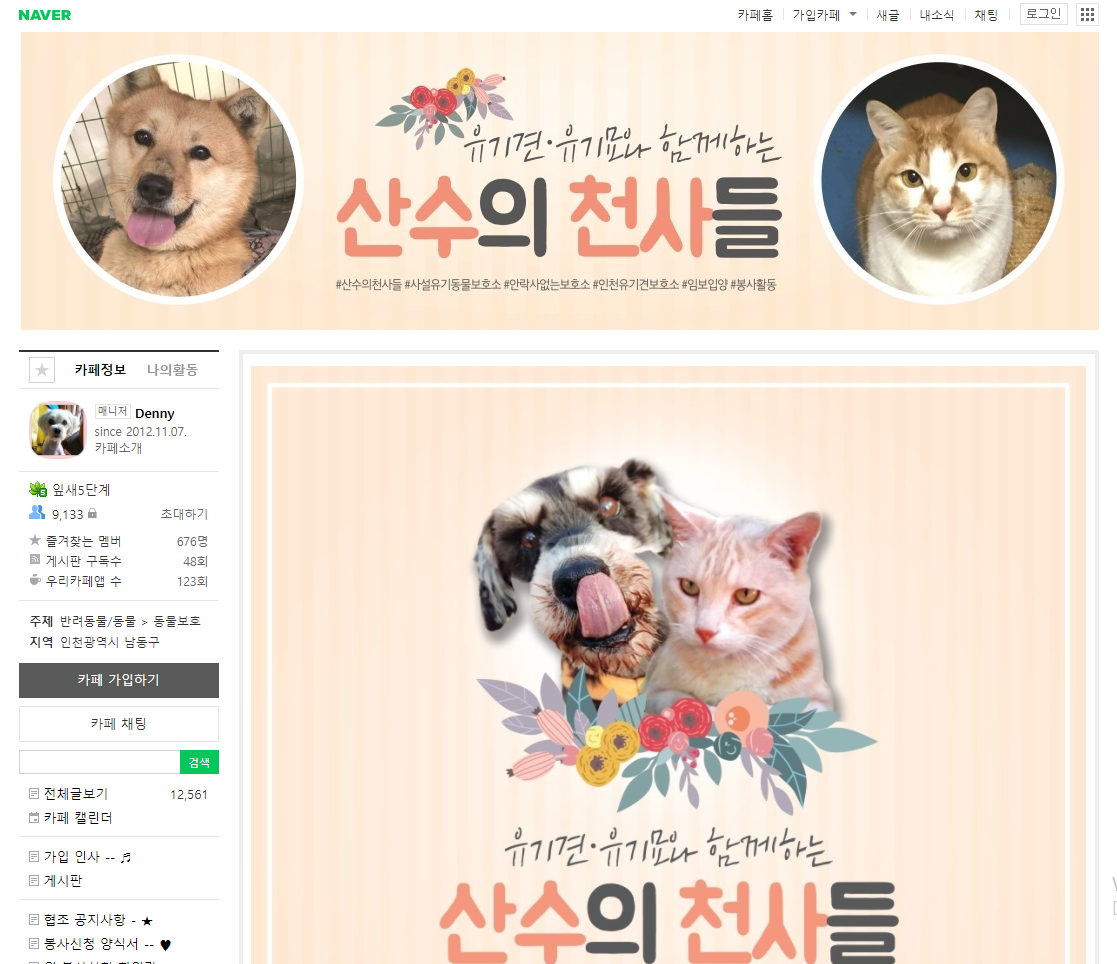 NAVER
카페홈 가입카페 새글 내소식 채팅 로그인
유기견·유기묘와 함께하는
산수의 천사들
#산수의천사들 #사설유기동물보호소 #안락사없는보호소 #인천유기견보호소 #임보입양 #봉사활동
카페정보 나의활동
매니저 Denny
since 2012.11.07.
카페소개
잎새5단계
9,133 초대하기
즐겨찾는 멤버 676명
게시판 구독수 48회
우리카페앱 수 123회
주제 반려동물/동물 > 동물보호
지역 인천광역시 남동구
카페 가입하기
카페 채팅
검색
전체글보기 12,561
카페 캘린더
가입 인사 -- ♬
게시판
협조 공지사항 - ★
봉사신청 양식서 -- ♥
유기견·유기묘와 함께하는
산수의 천사들